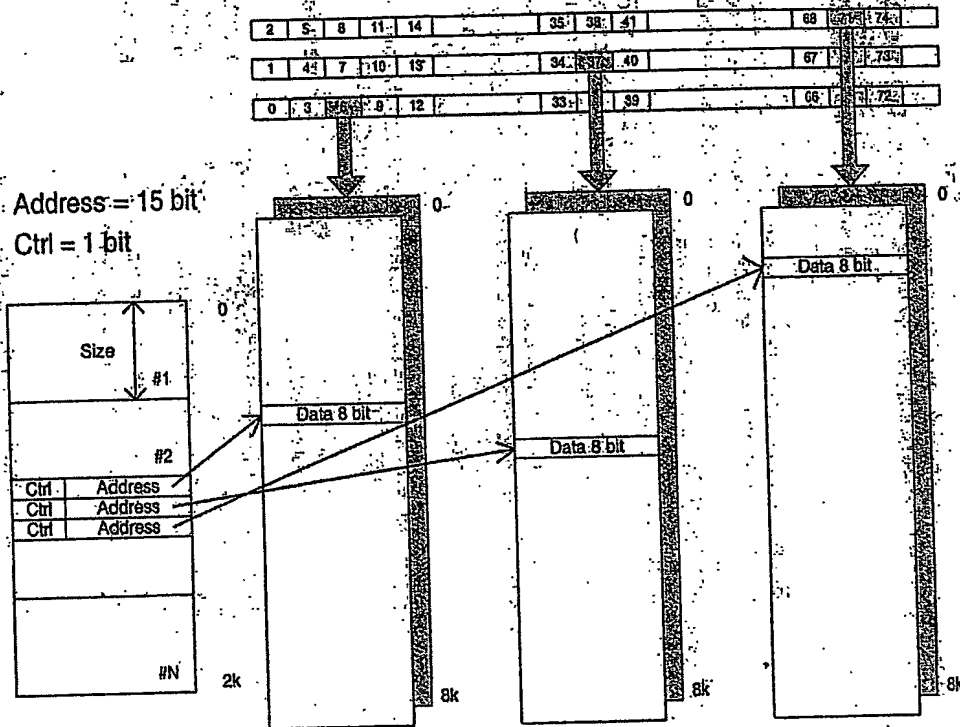 2 5 8 11 14 35 38 41 68 74
1 4 7 10 13 34 37 40 67 73
0 3 6 9 12 33 39 66 72
Address = 15 bit
Ctrl = 1 bit
0 0 0
0
Data 8 bit
Size
#1
Data 8 bit
#2
Data 8 bit
Ctrl Address
Ctrl Address
Ctrl Address
#N
2k
8k 8k 8k